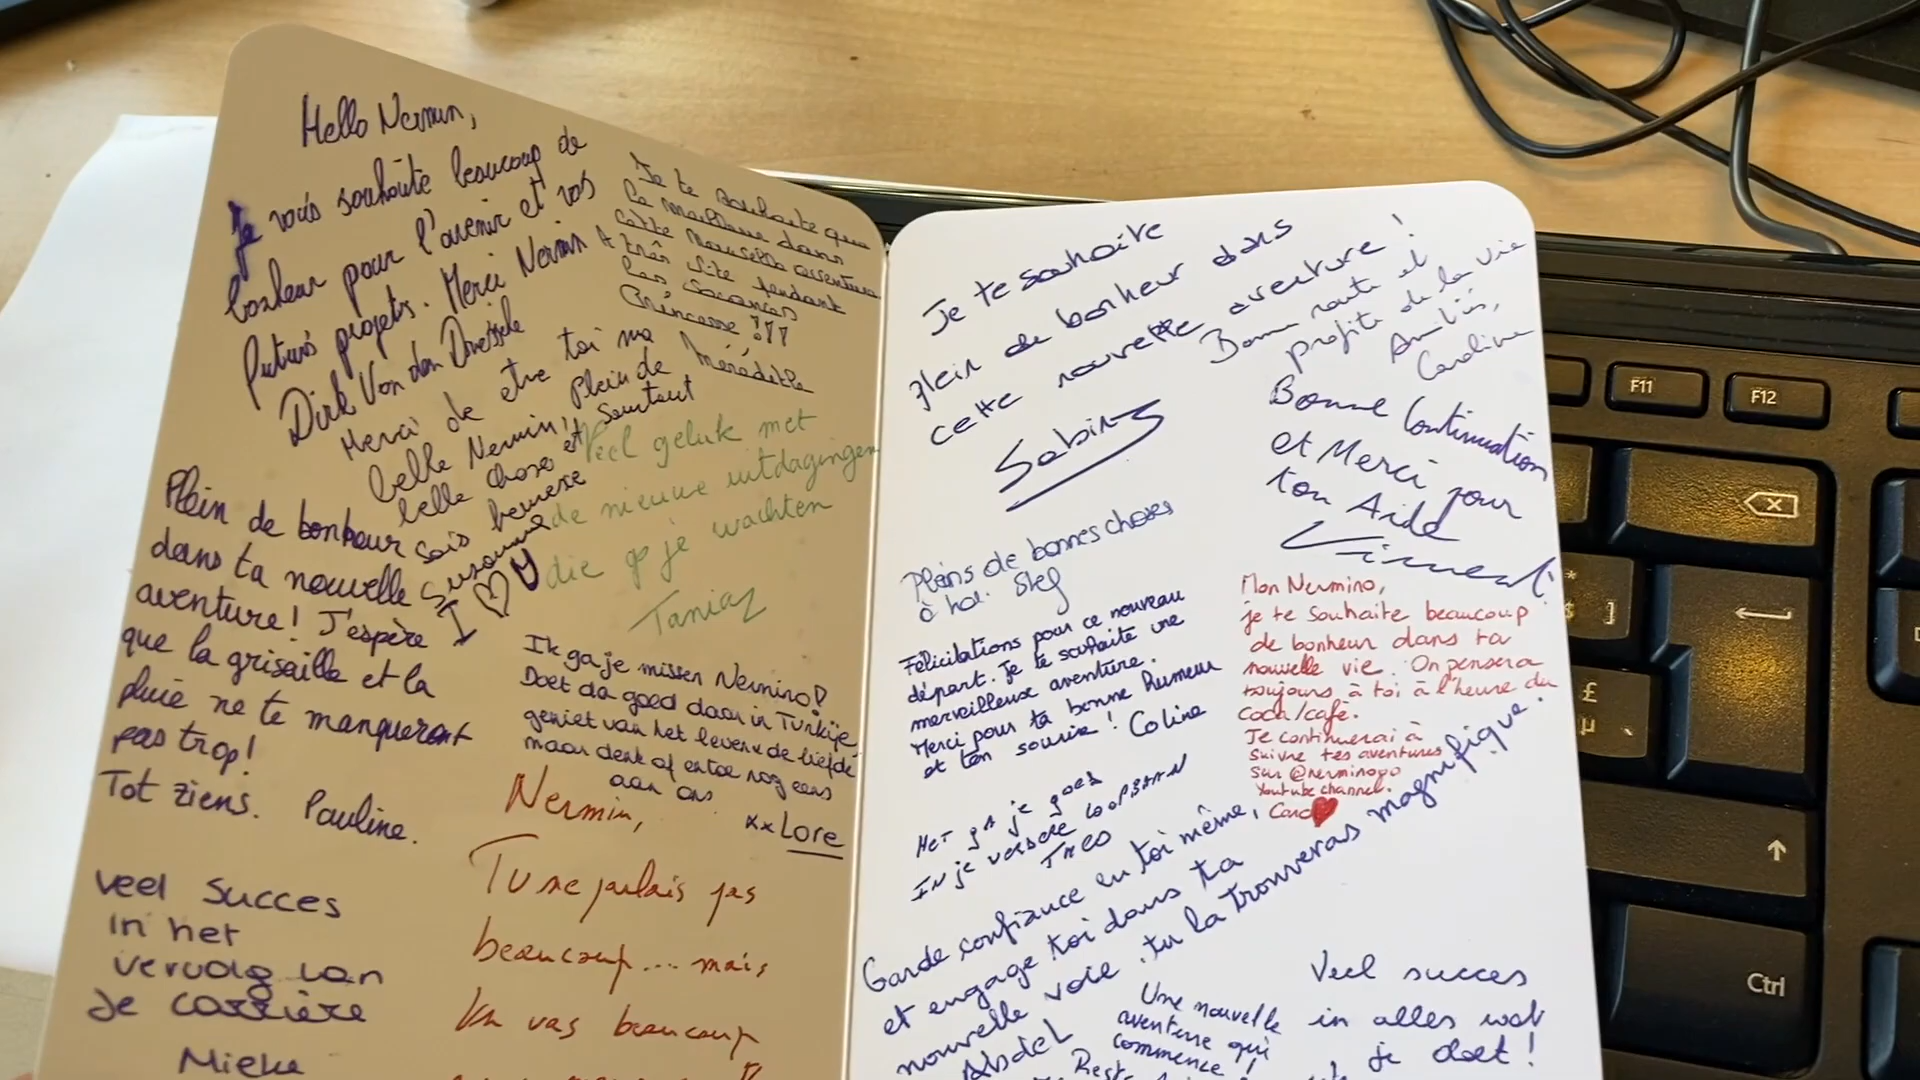 Hello Nermin,
Je vous souhaite beaucoup de
bonheur pour l'avenir et vos
futurs projets. Merci Nermin
Dirk Van den Driessche
Je te souhaite que
le meilleur dans
cette nouvelle aventure
A très vite pendant
les vacances
Princesse !!!
Mérédithe
Merci de etre toi ma
belle Nermin! Plein de
belle chose et surtout
sois heureuse
Susanna
I ♡ U
Veel geluk met
de nieuwe uitdagingen
die op je wachten
Tania
Plein de bonheur
dans ta nouvelle
aventure! J'espère
que la grisaille et la
pluie ne te manqueront
pas trop!
Tot ziens. Pauline.
Ik ga je missen Nermino!
Doet da goed daar in Turkije,
geniet van het leven & de liefde
maar denk af en toe nog eens
aan ons
xx Lore
veel succes
in het
vervolg van
je carrière
Mieke
Nermin,
Tu ne parlais pas
beaucoup... mais
tu vas beaucoup
Je te souhaite
plein de bonheur dans
cette nouvelle aventure!
Sabine
Bonne route et
profite de la vie
Caroline
Bonne continuation
et Merci pour
ton Aide
Vincent
Pleins de bonnes choses
à toi. Stef
Félicitations pour ce nouveau
départ. Je te souhaite une
merveilleuse aventure.
Merci pour ta bonne humeur
et ton sourire! Coline
Mon Nermino,
je te souhaite beaucoup
de bonheur dans ta
nouvelle vie. On pensera
toujours à toi à l'heure du
coca/café.
Je continuerai à
suivre tes aventures
sur @nerminopo
Youtube channel.
Caro
HET GA je goed
IN je verdere LOOPBAAN
THEO
Garde confiance en toi même,
et engage toi dans ta
nouvelle voie. tu la trouveras magnifique.
Abdel
Une nouvelle
aventure qui
commence!
Veel succes
in alles wat
je doet!
F11
F12
Ctrl
*
$ ]
£
µ